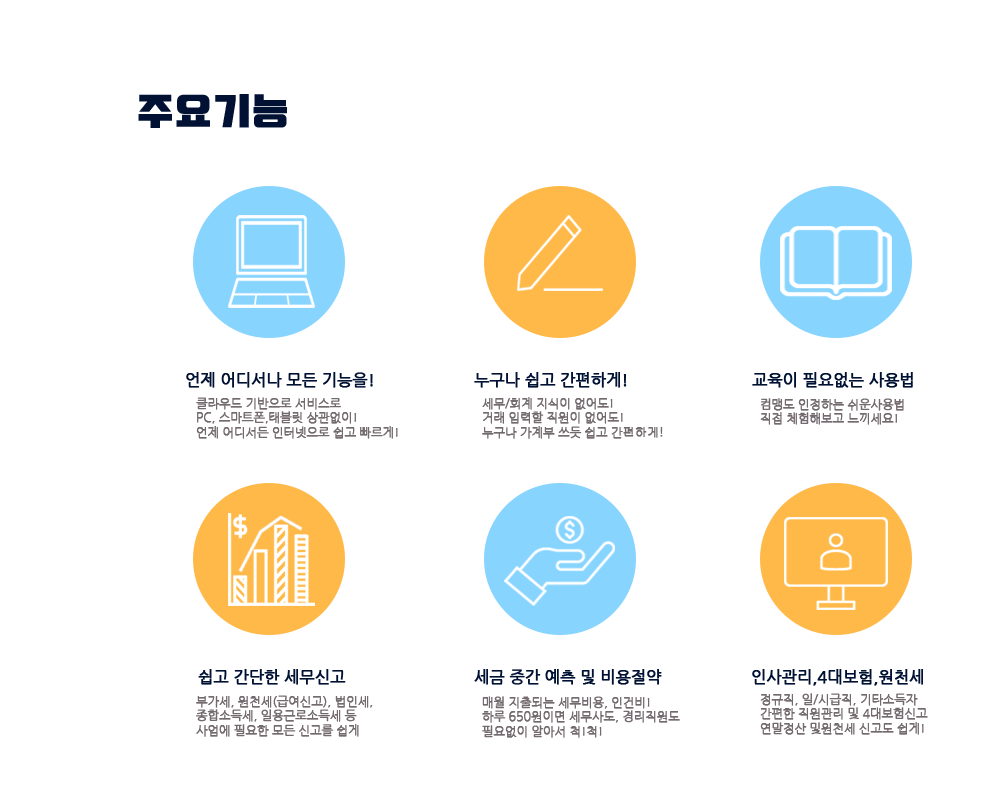 주요기능
언제 어디서나 모든 기능을!
클라우드 기반으로 서비스로
PC, 스마트폰,태블릿 상관없이!
언제 어디서든 인터넷으로 쉽고 빠르게!
누구나 쉽고 간편하게!
세무/회계 지식이 없어도!
거래 입력할 직원이 없어도!
누구나 가계부 쓰듯 쉽고 간편하게!
교육이 필요없는 사용법
컴맹도 인정하는 쉬운사용법
직접 체험해보고 느끼세요!
$
쉽고 간단한 세무신고
부가세, 원천세(급여신고), 법인세,
종합소득세, 일용근로소득세 등
사업에 필요한 모든 신고를 쉽게
$
세금 중간 예측 및 비용절약
매월 지출되는 세무비용, 인건비!
하루 650원이면 세무사도, 경리직원도
필요없이 알아서 척!척!
인사관리,4대보험,원천세
정규직, 일/시급직, 기타소득자
간편한 직원관리 및 4대보험신고
연말정산 및원천세 신고도 쉽게!